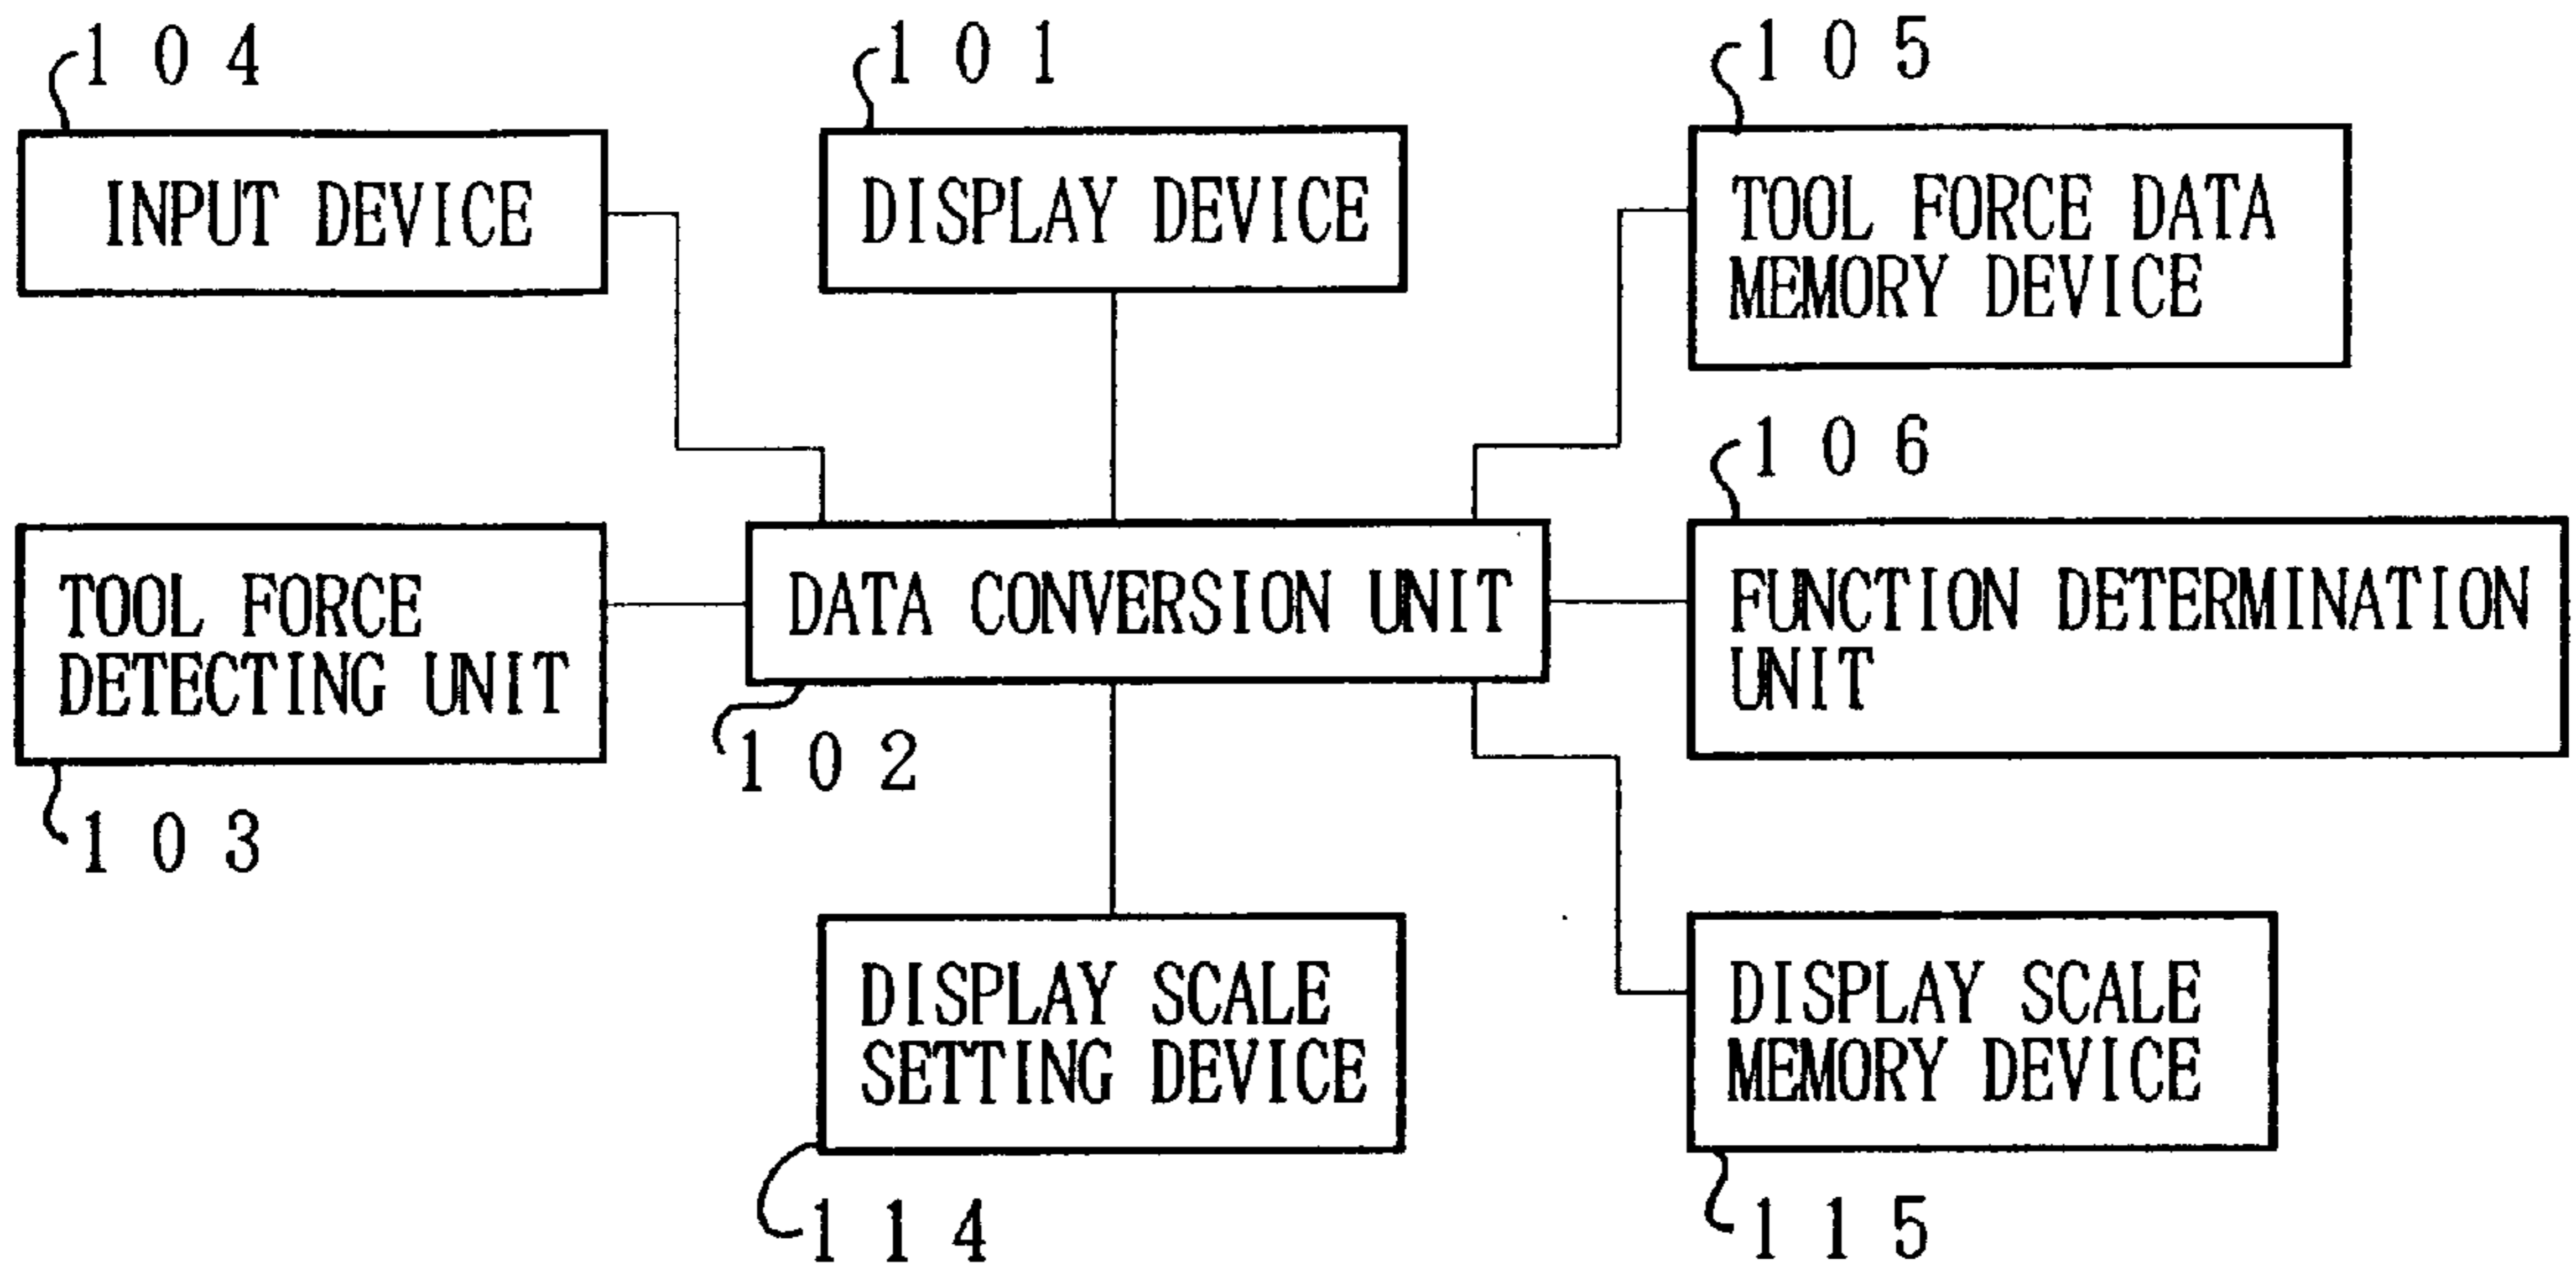 104
INPUT DEVICE
101
DISPLAY DEVICE
105
TOOL FORCE DATA
MEMORY DEVICE
103
TOOL FORCE
DETECTING UNIT
102
DATA CONVERSION UNIT
106
FUNCTION DETERMINATION
UNIT
114
DISPLAY SCALE
SETTING DEVICE
115
DISPLAY SCALE
MEMORY DEVICE